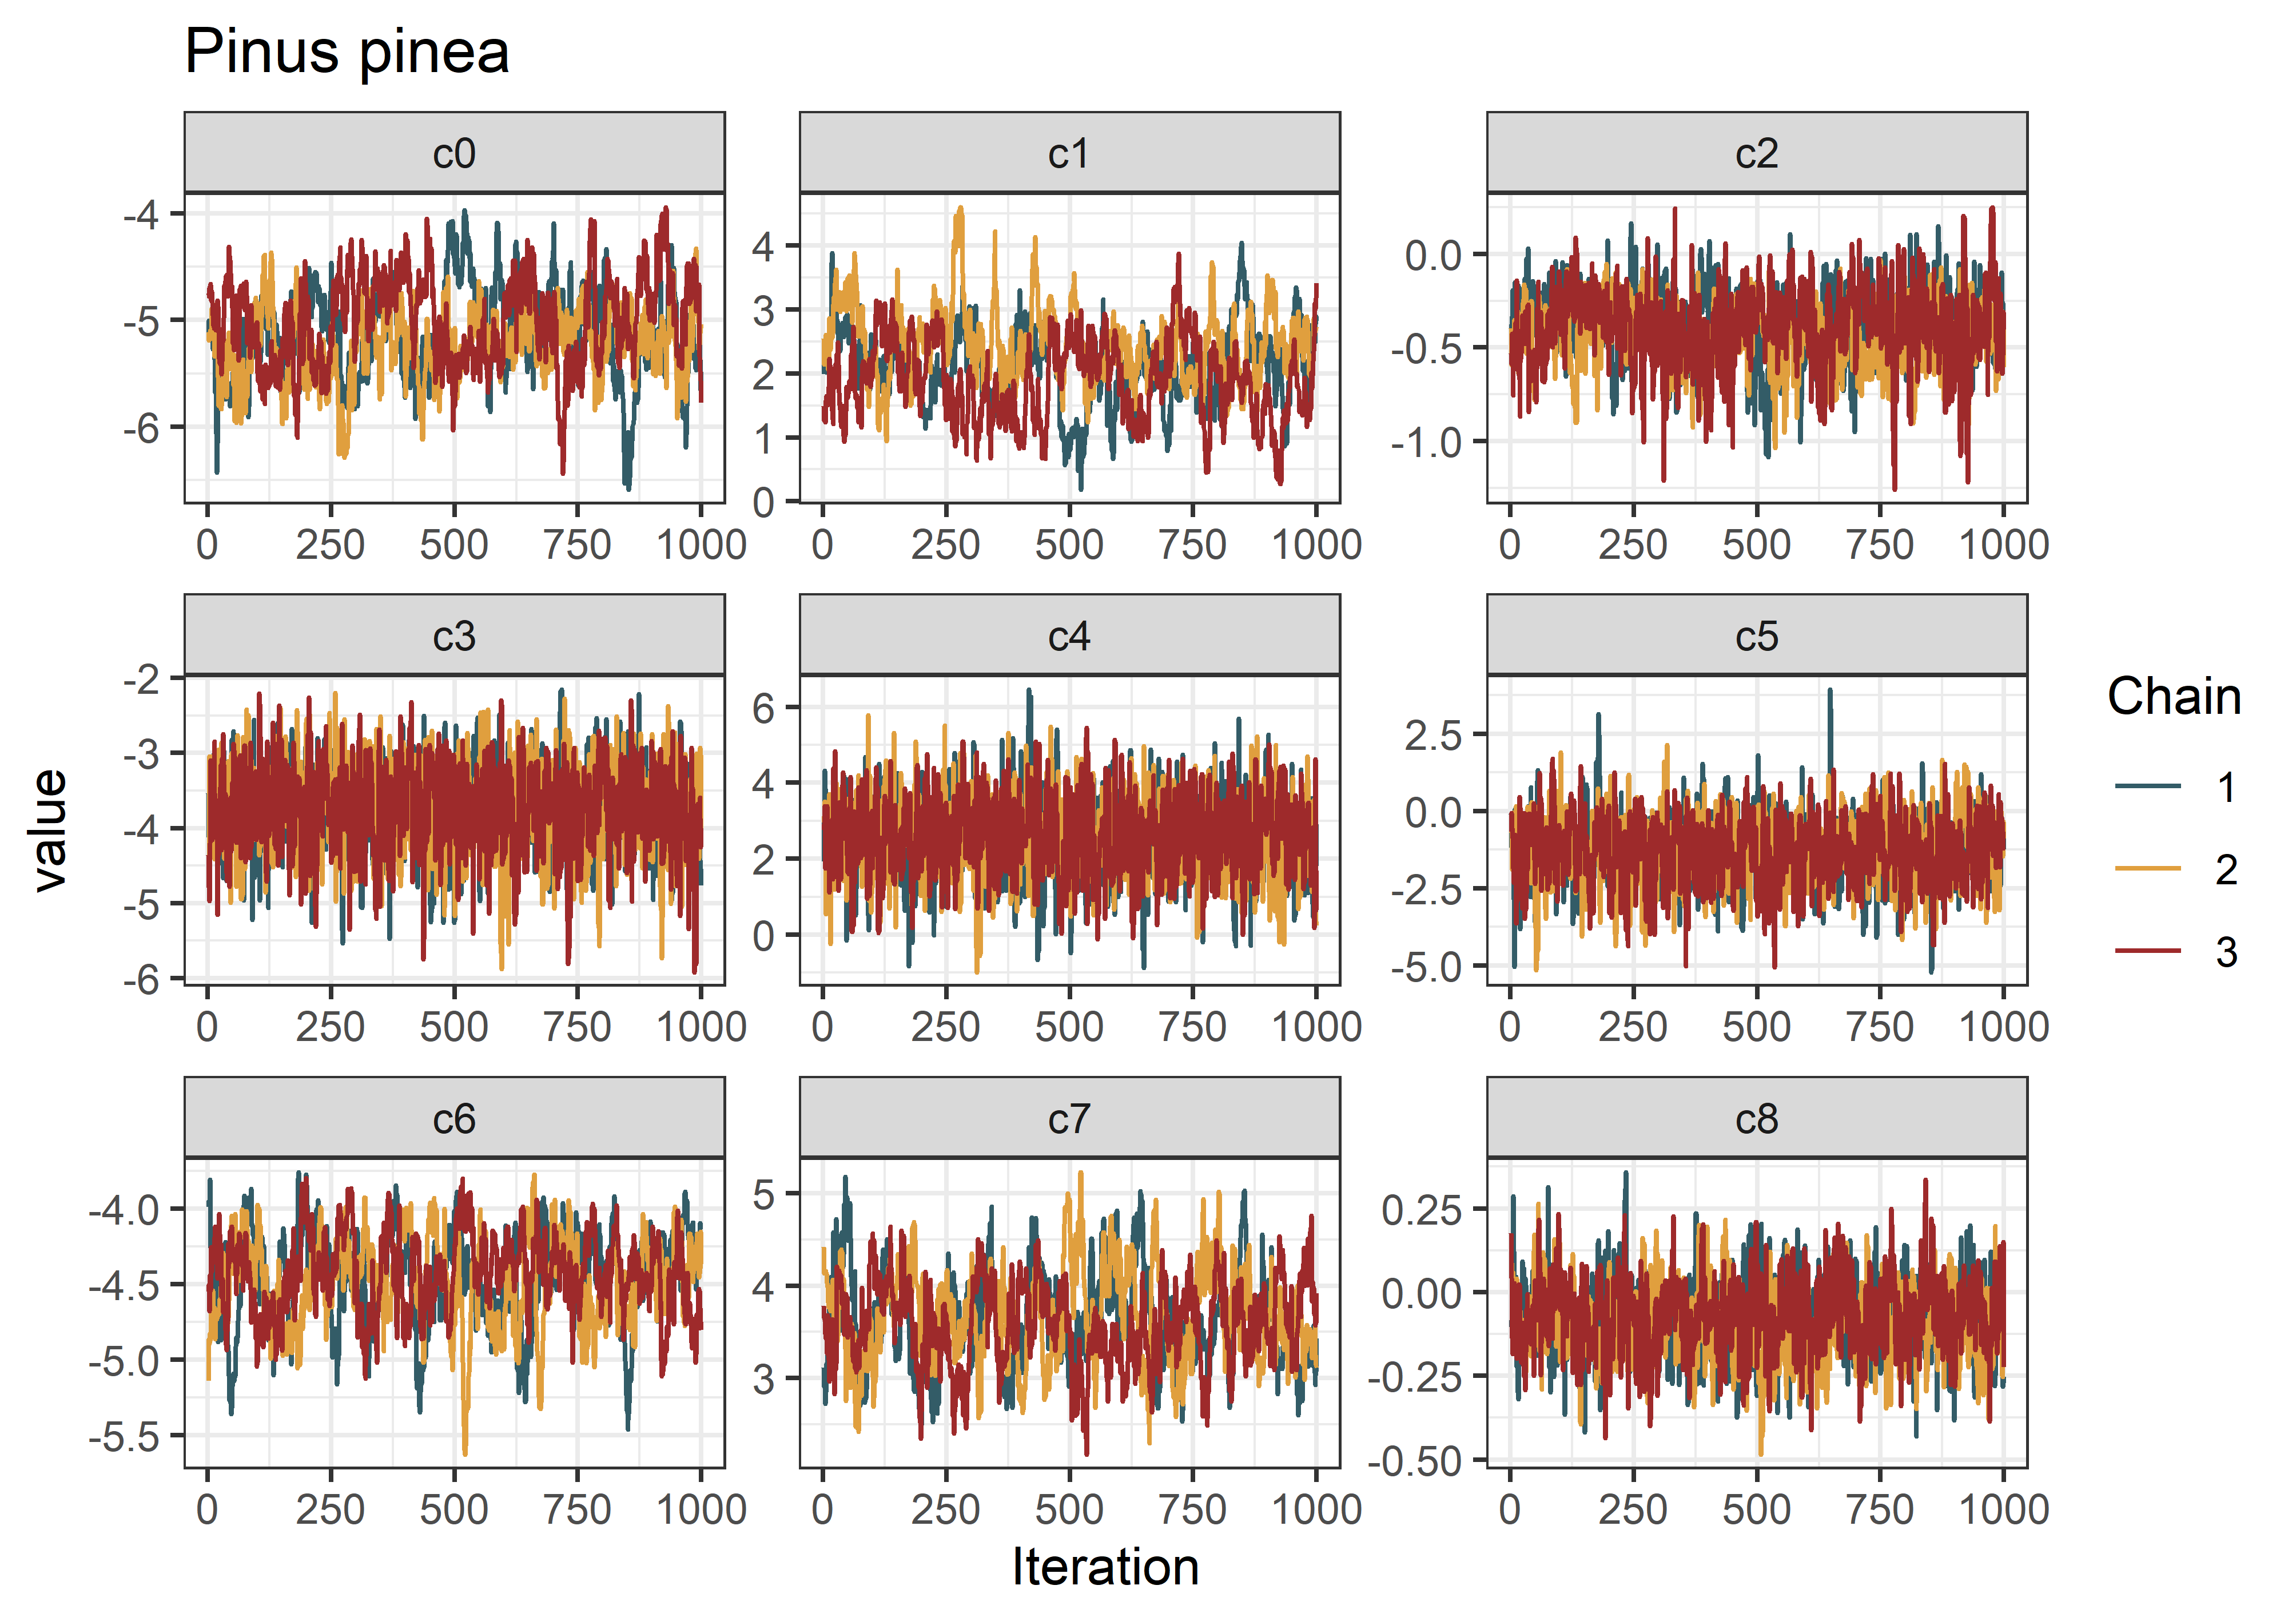 Pinus pinea
c0 c1 c2
-4 -5 -6
4 3 2 1 0
0.0 -0.5 -1.0
0 250 500 750 1000 0 250 500 750 1000 0 250 500 750 1000
c3 c4 c5
-2 -3 -4 -5 -6
6 4 2 0
2.5 0.0 -2.5 -5.0
0 250 500 750 1000 0 250 500 750 1000 0 250 500 750 1000
c6 c7 c8
-4.0 -4.5 -5.0 -5.5
5 4 3
0.25 0.00 -0.25 -0.50
0 250 500 750 1000 0 250 500 750 1000 0 250 500 750 1000
value
Iteration
Chain
1
2
3